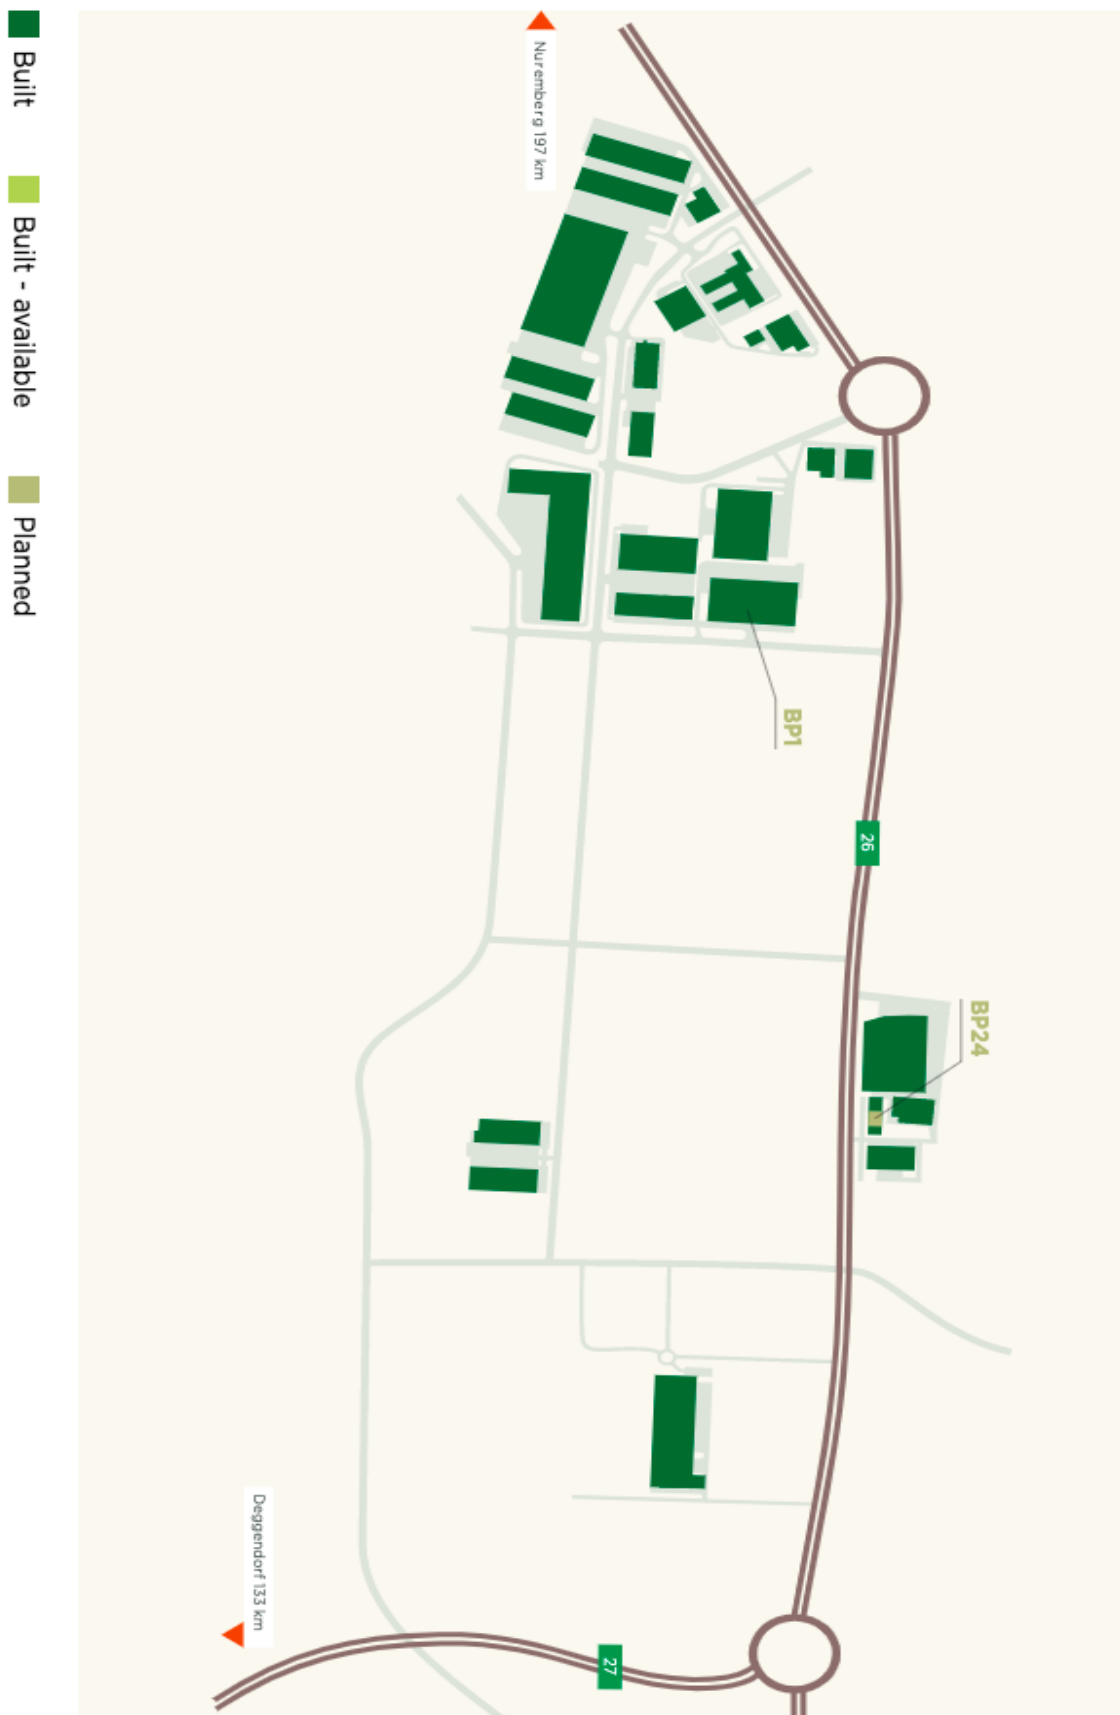 Built
Built - available
Planned
Nuremberg 197 km
BP1
26
BP24
Deggendorf 133 km
27